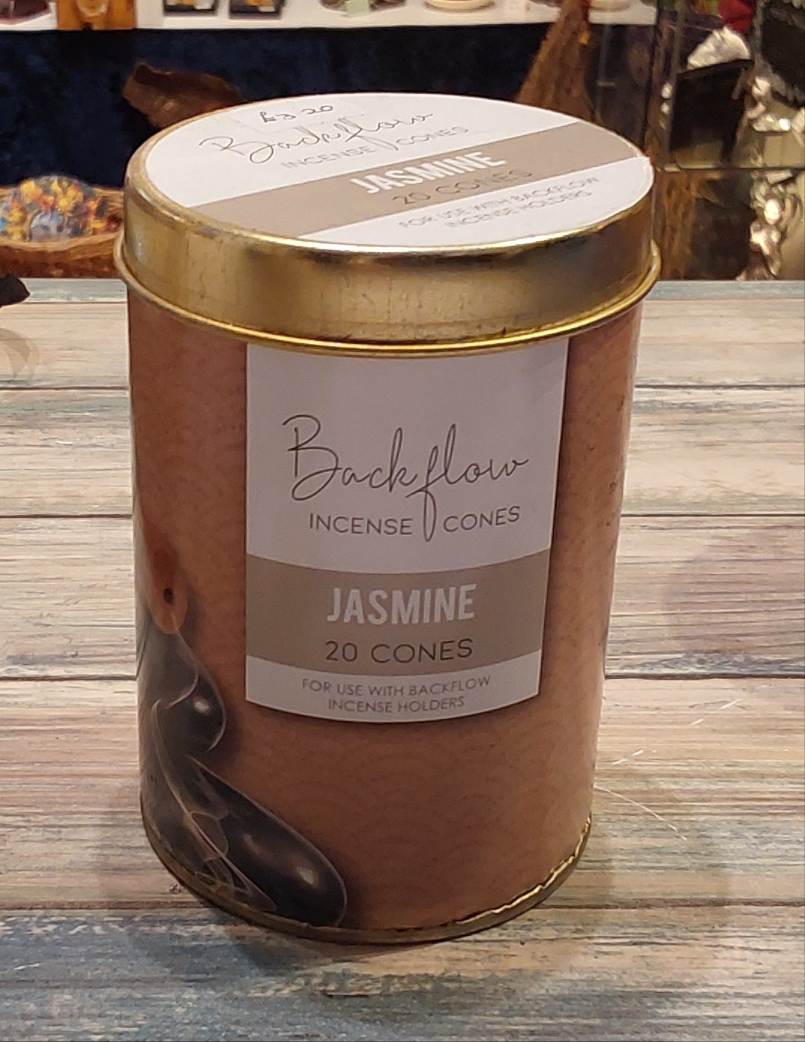 £3.20
Backflow
INCENSE CONES
JASMINE
20 CONES
FOR USE WITH BACKFLOW
INCENSE HOLDERS
Backflow
INCENSE CONES
JASMINE
20 CONES
FOR USE WITH BACKFLOW
INCENSE HOLDERS